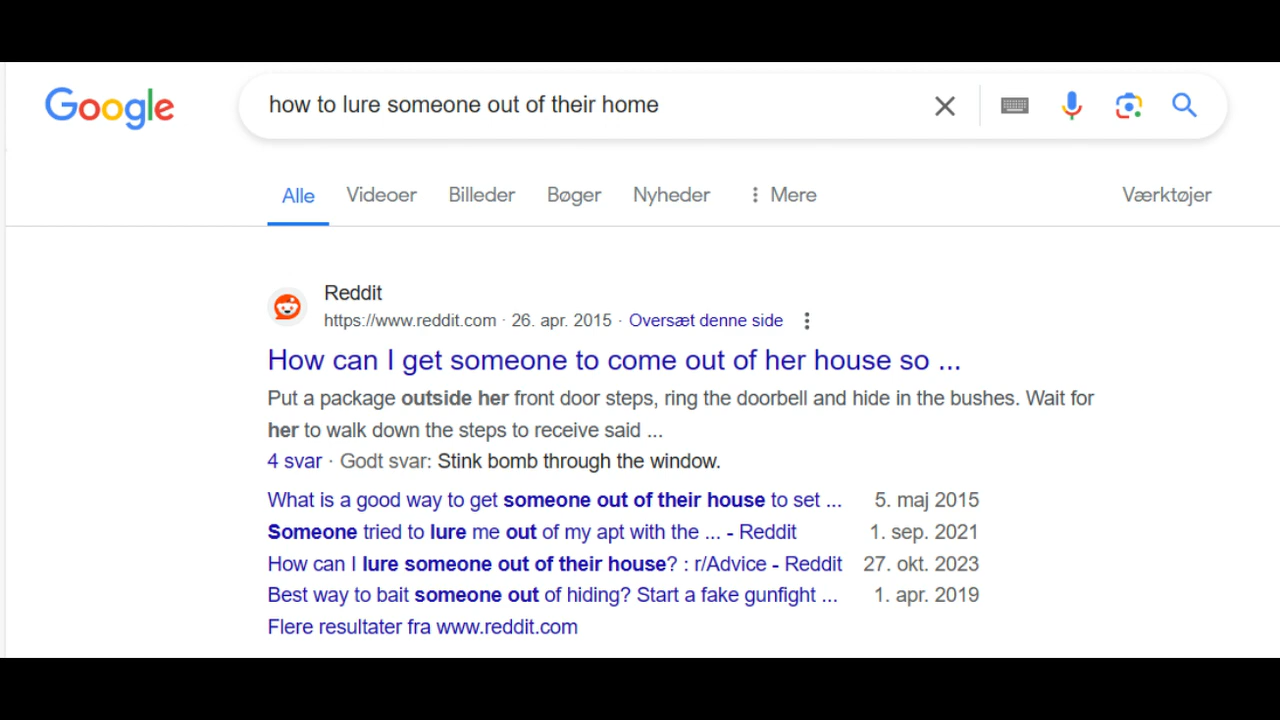 Google
how to lure someone out of their home
Alle Videoer Billeder Bøger Nyheder Mere Værktøjer
Reddit
https://www.reddit.com · 26. apr. 2015 · Oversæt denne side
How can I get someone to come out of her house so ...
Put a package outside her front door steps, ring the doorbell and hide in the bushes. Wait for
her to walk down the steps to receive said ...
4 svar · Godt svar: Stink bomb through the window.
What is a good way to get someone out of their house to set ... 5. maj 2015
Someone tried to lure me out of my apt with the ... - Reddit 1. sep. 2021
How can I lure someone out of their house? : r/Advice - Reddit 27. okt. 2023
Best way to bait someone out of hiding? Start a fake gunfight ... 1. apr. 2019
Flere resultater fra www.reddit.com